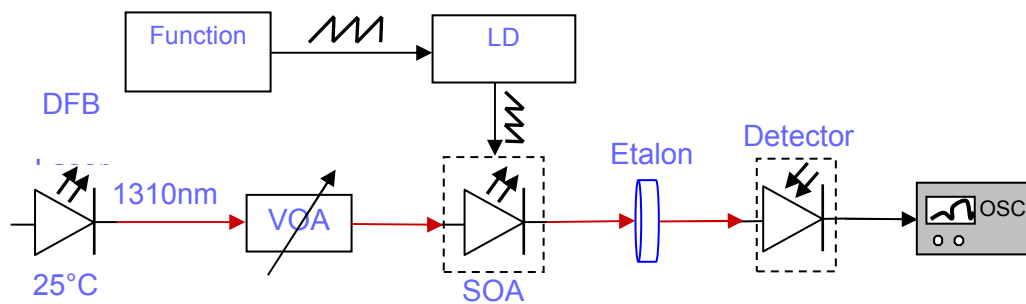 Function
LD
DFB
1310nm
VOA
25°C
SOA
Etalon
Detector
OSC